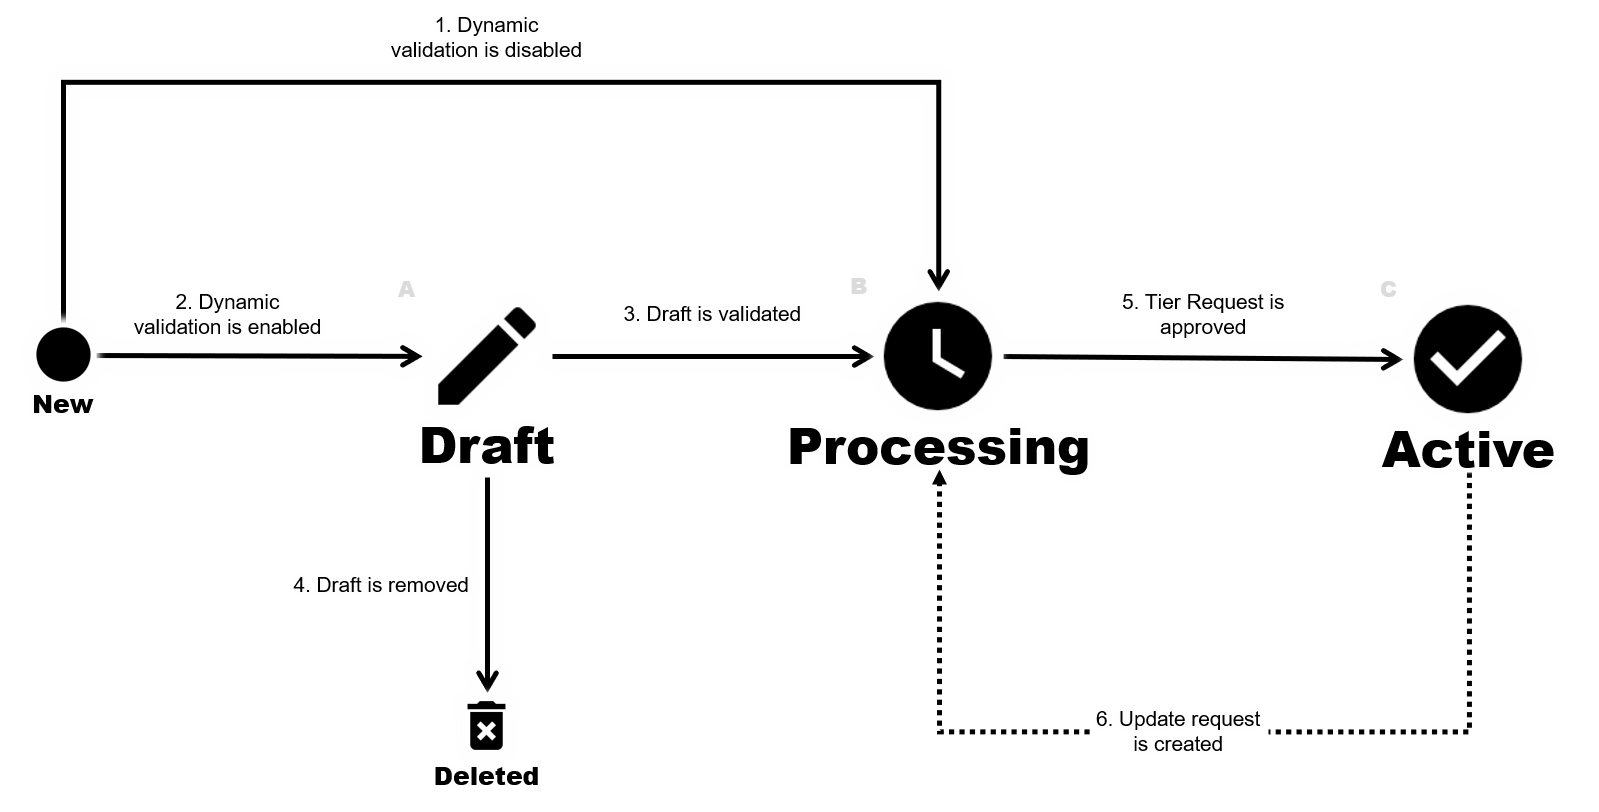 1. Dynamic
validation is disabled
A
B
C
2. Dynamic
validation is enabled
3. Draft is validated
5. Tier Request is
approved
New
Draft
Processing
Active
4. Draft is removed
6. Update request
is created
Deleted